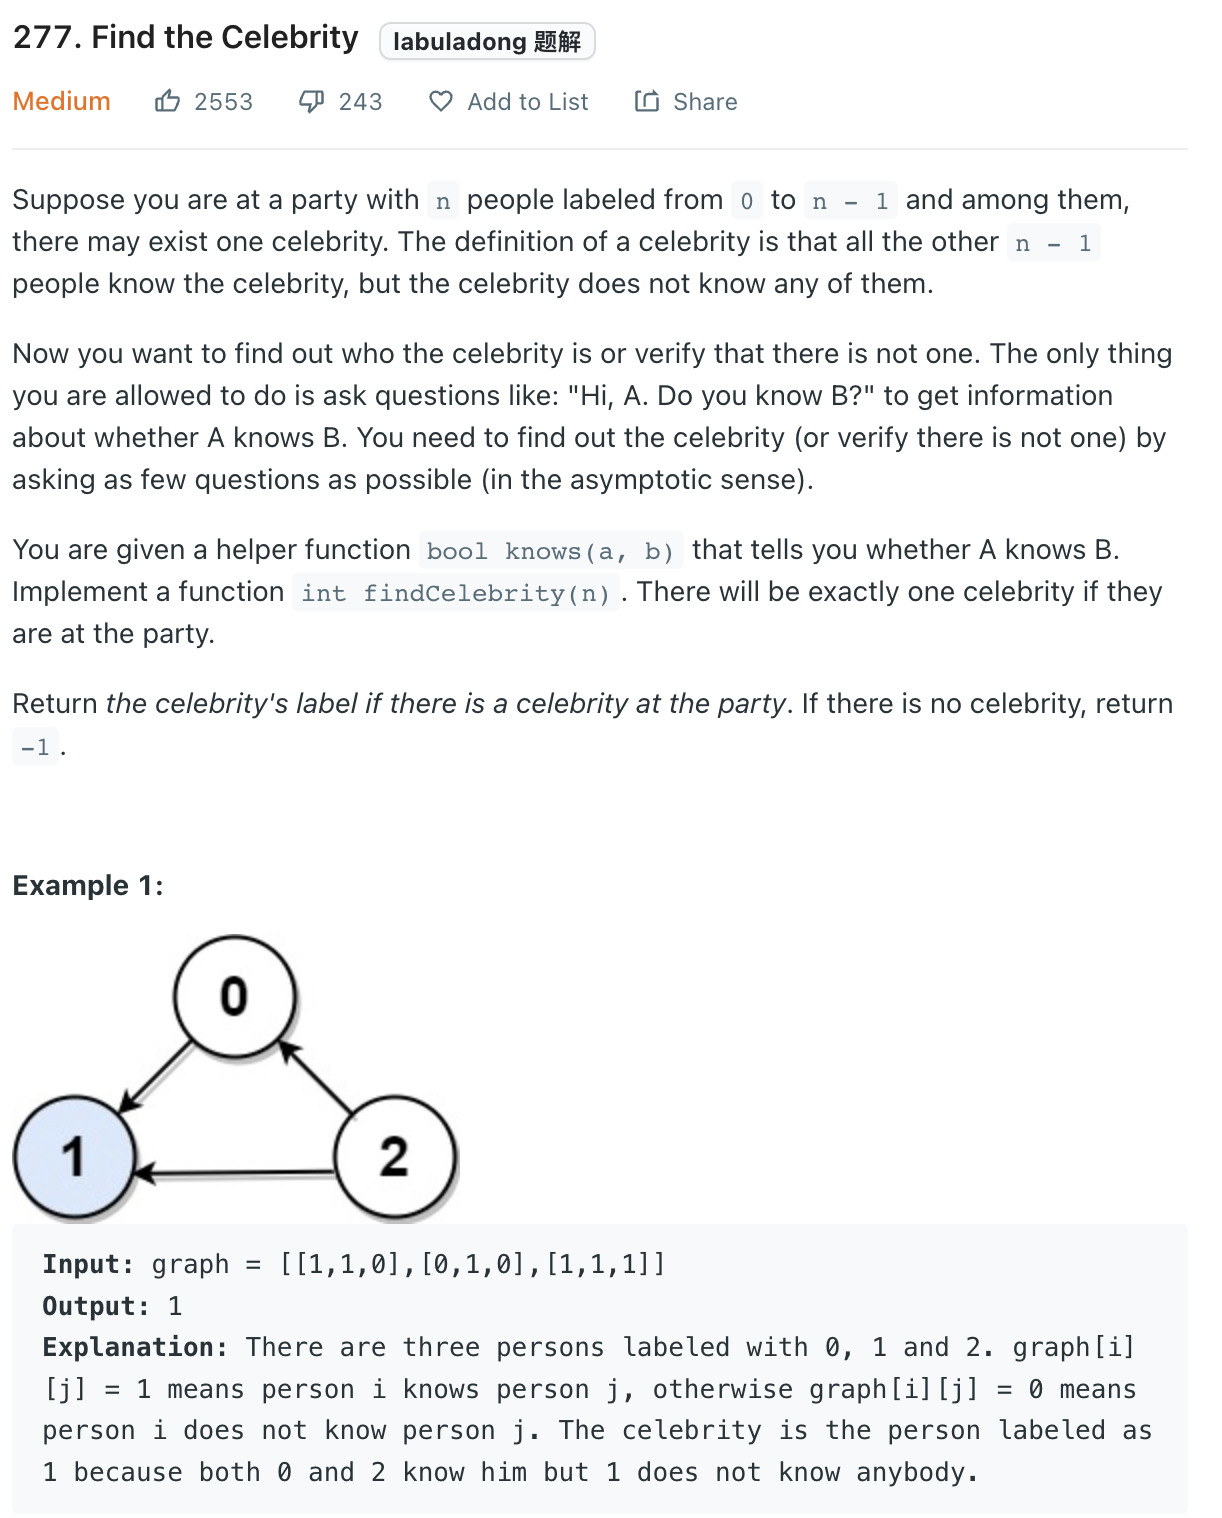 277. Find the Celebrity labuladong 题解
Medium 2553 243 Add to List Share
Suppose you are at a party with n people labeled from 0 to n - 1 and among them,
there may exist one celebrity. The definition of a celebrity is that all the other n - 1
people know the celebrity, but the celebrity does not know any of them.
Now you want to find out who the celebrity is or verify that there is not one. The only thing
you are allowed to do is ask questions like: "Hi, A. Do you know B?" to get information
about whether A knows B. You need to find out the celebrity (or verify there is not one) by
asking as few questions as possible (in the asymptotic sense).
You are given a helper function bool knows(a, b) that tells you whether A knows B.
Implement a function int findCelebrity(n). There will be exactly one celebrity if they
are at the party.
Return the celebrity's label if there is a celebrity at the party. If there is no celebrity, return
-1.
Example 1:
0
1 2
Input: graph = [[1,1,0],[0,1,0],[1,1,1]]
Output: 1
Explanation: There are three persons labeled with 0, 1 and 2. graph[i]
[j] = 1 means person i knows person j, otherwise graph[i][j] = 0 means
person i does not know person j. The celebrity is the person labeled as
1 because both 0 and 2 know him but 1 does not know anybody.